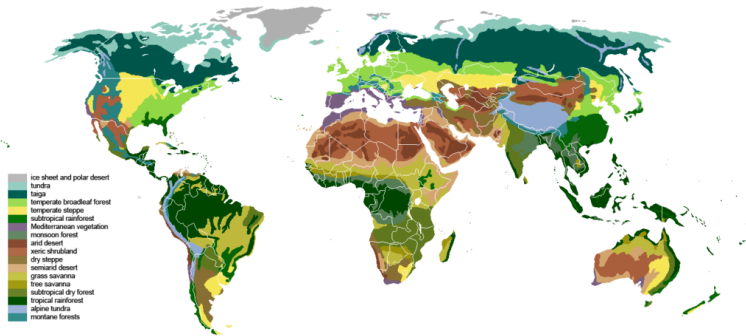 ice sheet and polar desert
tundra
taiga
temperate broadleaf forest
temperate steppe
subtropical rainforest
Mediterranean vegetation
monsoon forest
arid desert
xeric shrubland
dry steppe
semiarid desert
grass savanna
tree savanna
subtropical dry forest
tropical rainforest
alpine tundra
montane forests